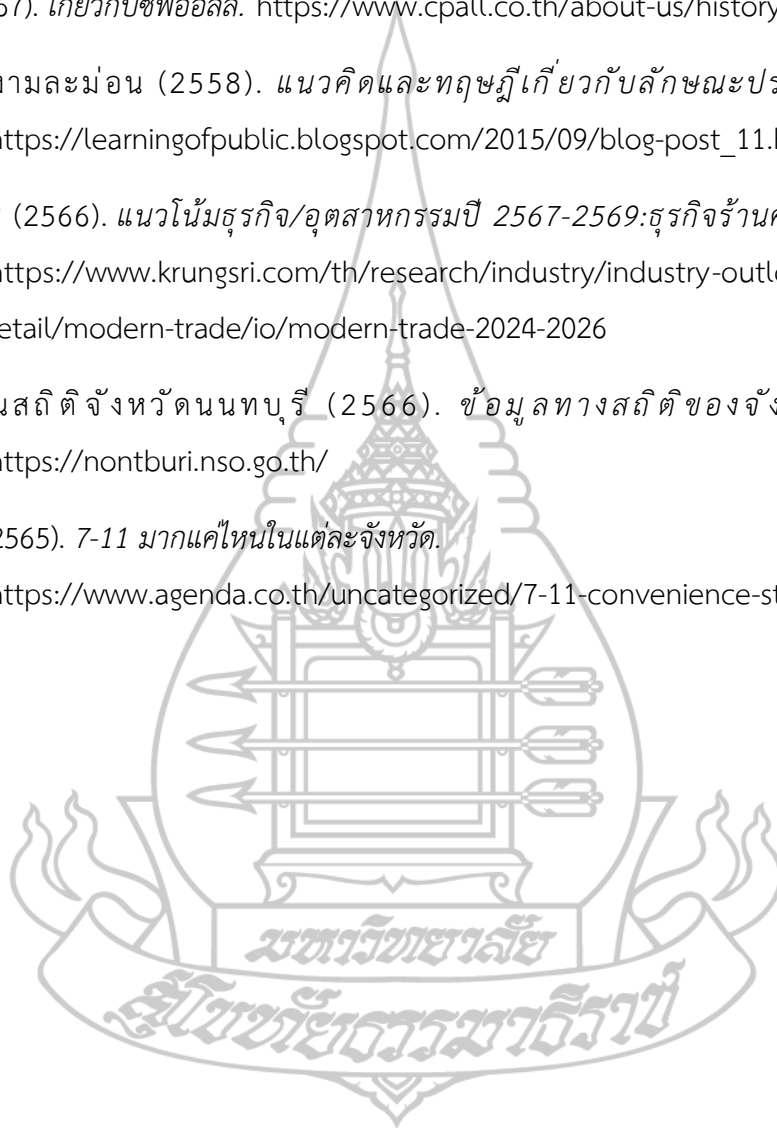 67). เกี่ยวกับซีพีออลล์. https://www.cpall.co.th/about-us/history
งามละม่อน (2558). แนวคิดและทฤษฎีเกี่ยวกับลักษณะปร
https://learningofpublic.blogspot.com/2015/09/blog-post_11.
(2566). แนวโน้มธุรกิจ/อุตสาหกรรมปี 2567-2569:ธุรกิจร้าน
https://www.krungsri.com/th/research/industry/industry-outl
etail/modern-trade/io/modern-trade-2024-2026
นสถิติจังหวัดนนทบุรี (2566). ข้อมูลทางสถิติของจัง
https://nontburi.nso.go.th/
2565). 7-11 มากแค่ไหนในแต่ละจังหวัด.
https://www.agenda.co.th/uncategorized/7-11-convenience-st
มหาวิทยาลัย
สุโขทัยธรรมาธิราช